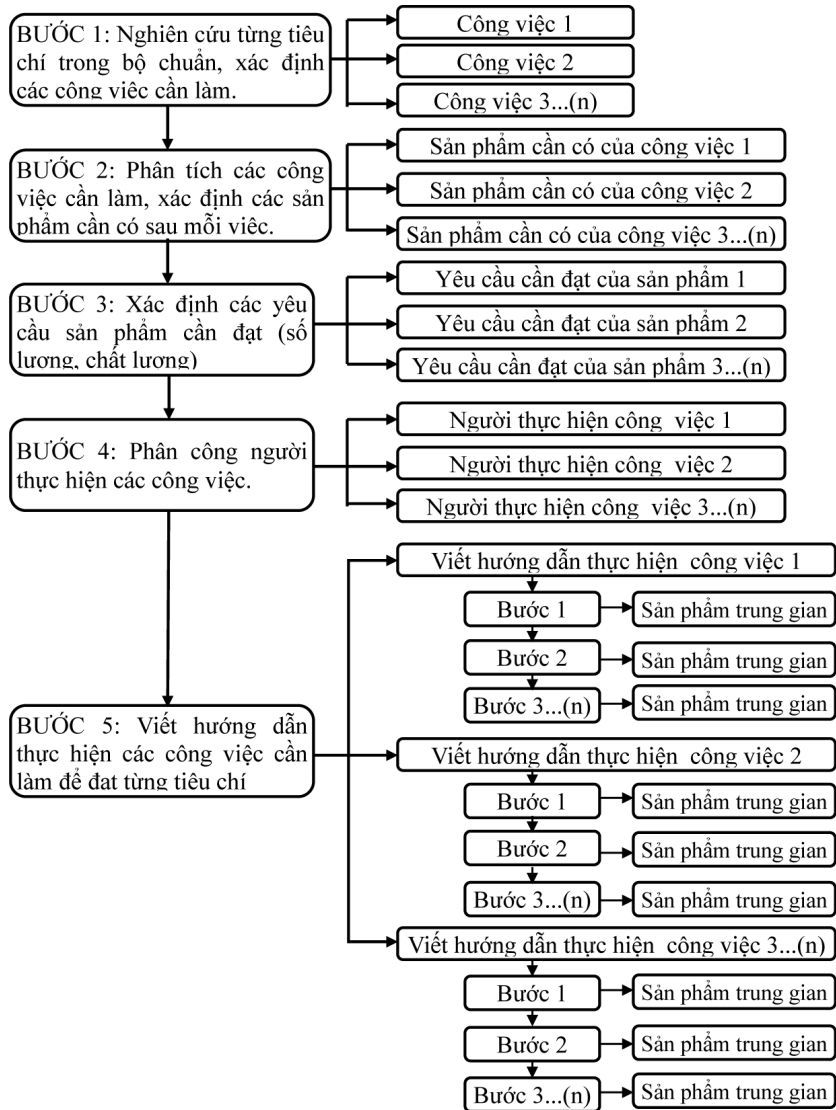 BƯỚC 1: Nghiên cứu từng tiêu
chí trong bộ chuẩn, xác định
các công việc cần làm.
Công việc 1
Công việc 2
Công việc 3...(n)
BƯỚC 2: Phân tích các công
việc cần làm, xác định các sản
phẩm cần có sau mỗi việc.
Sản phẩm cần có của công việc 1
Sản phẩm cần có của công việc 2
Sản phẩm cần có của công việc 3...(n)
BƯỚC 3: Xác định các yêu
cầu sản phẩm cần đạt (số
lượng, chất lượng)
Yêu cầu cần đạt của sản phẩm 1
Yêu cầu cần đạt của sản phẩm 2
Yêu cầu cần đạt của sản phẩm 3...(n)
BƯỚC 4: Phân công người
thực hiện các công việc.
Người thực hiện công việc 1
Người thực hiện công việc 2
Người thực hiện công việc 3...(n)
BƯỚC 5: Viết hướng dẫn
thực hiện các công việc cần
làm để đạt từng tiêu chí
Viết hướng dẫn thực hiện công việc 1
Bước 1
Sản phẩm trung gian
Bước 2
Sản phẩm trung gian
Bước 3...(n)
Sản phẩm trung gian
Viết hướng dẫn thực hiện công việc 2
Bước 1
Sản phẩm trung gian
Bước 2
Sản phẩm trung gian
Bước 3...(n)
Sản phẩm trung gian
Viết hướng dẫn thực hiện công việc 3...(n)
Bước 1
Sản phẩm trung gian
Bước 2
Sản phẩm trung gian
Bước 3...(n)
Sản phẩm trung gian